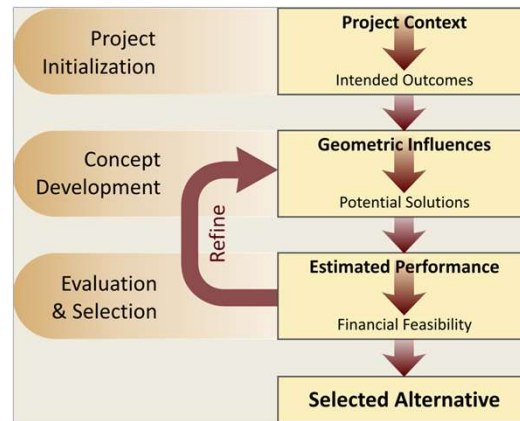 Project
Initialization
Project Context
Intended Outcomes
Concept
Development
Geometric Influences
Potential Solutions
Refine
Evaluation
& Selection
Estimated Performance
Financial Feasibility
Selected Alternative